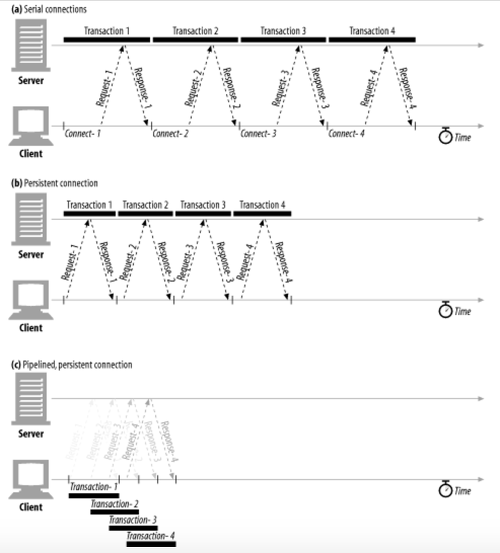 (a) Serial connections
Transaction 1 Transaction 2 Transaction 3 Transaction 4
Server
Request- 1 Response- 1 Request- 2 Response- 2 Request- 3 Response- 3 Request- 4 Response- 4
Connect- 1 Connect- 2 Connect- 3 Connect- 4 Time
Client
(b) Persistent connection
Transaction 1 Transaction 2 Transaction 3 Transaction 4
Server
Request- 1 Response- 1 Request- 2 Response- 2 Request- 3 Response- 3 Request- 4 Response- 4
Time
Client
(c) Pipelined, persistent connection
Server
Request- 4 Response- 4
Transaction- 1 Time
Client
Transaction- 2
Transaction- 3
Transaction- 4